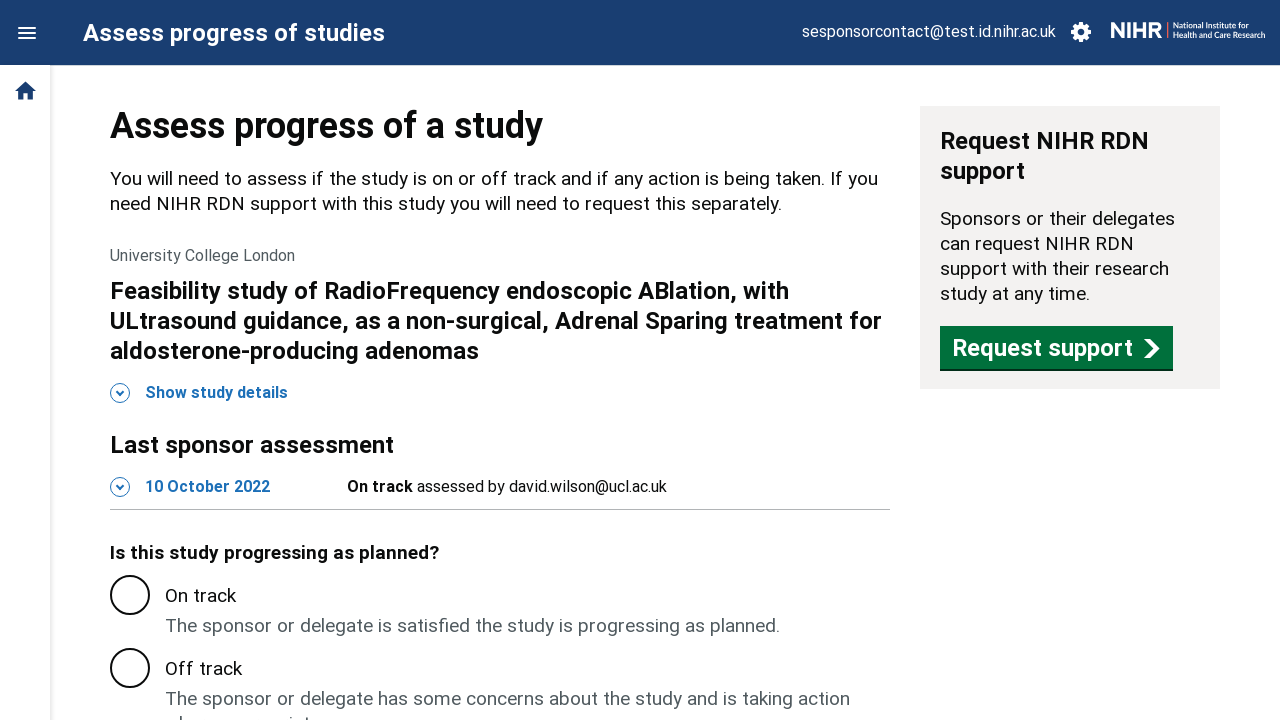 Assess progress of studies
sesponsorcontact@test.id.nihr.ac.uk
NIHR | National Institute for
Health and Care Research
Assess progress of a study
You will need to assess if the study is on or off track and if any action is being taken. If you
need NIHR RDN support with this study you will need to request this separately.
University College London
Feasibility study of RadioFrequency endoscopic ABlation, with
ULtrasound guidance, as a non-surgical, Adrenal Sparing treatment for
aldosterone-producing adenomas
Show study details
Last sponsor assessment
10 October 2022 On track assessed by david.wilson@ucl.ac.uk
Is this study progressing as planned?
On track
The sponsor or delegate is satisfied the study is progressing as planned.
Off track
The sponsor or delegate has some concerns about the study and is taking action
Request NIHR RDN
support
Sponsors or their delegates
can request NIHR RDN
support with their research
study at any time.
Request support